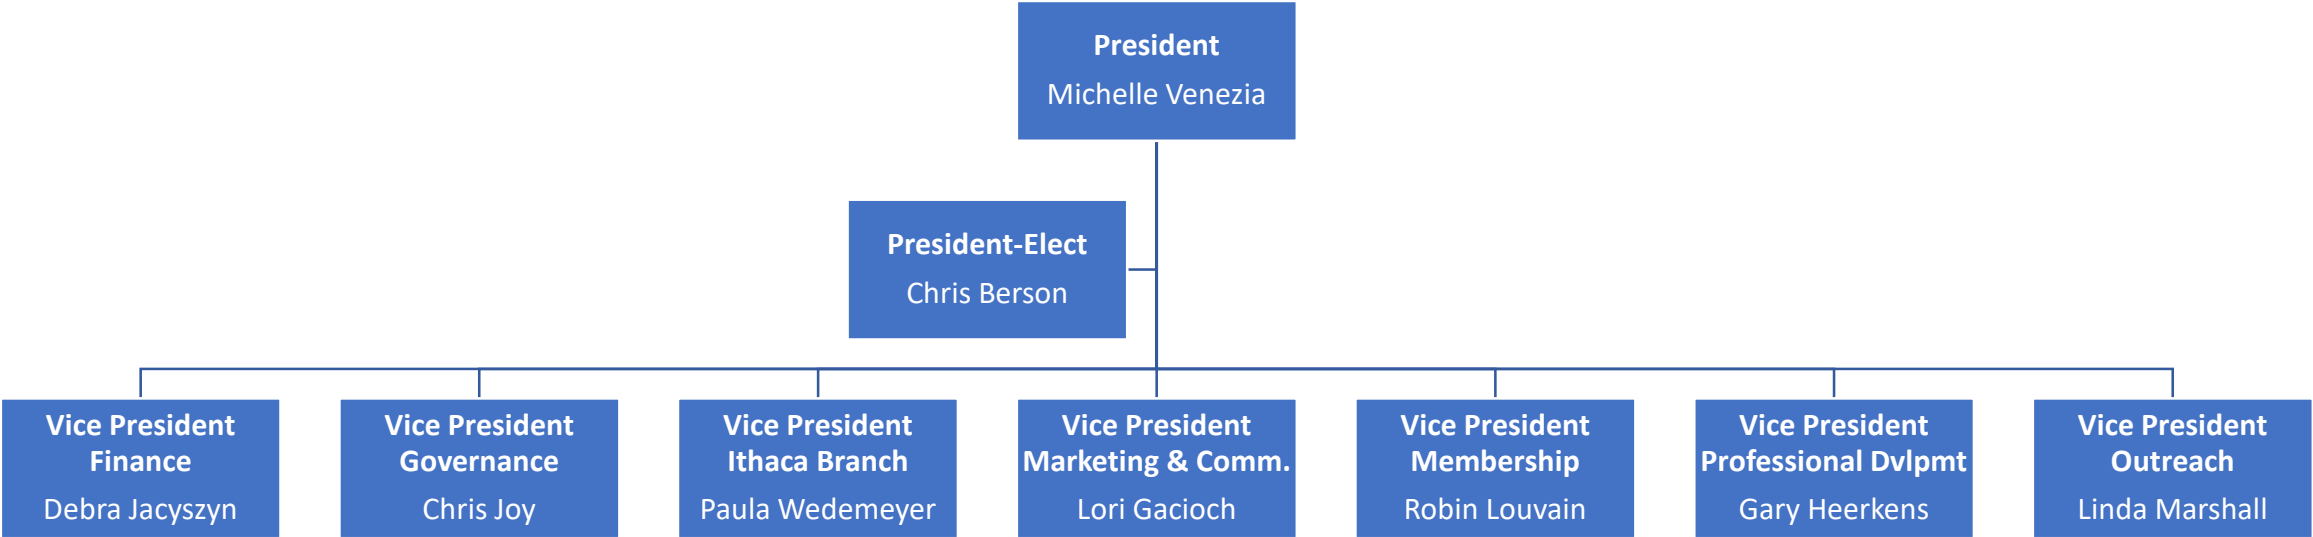 President
Michelle Venezia
President-Elect
Chris Berson
Vice President
Finance
Debra Jacyszyn
Vice President
Governance
Chris Joy
Vice President
Ithaca Branch
Paula Wedemeyer
Vice President
Marketing & Comm.
Lori Gacioch
Vice President
Membership
Robin Louvain
Vice President
Professional Dvlpmt
Gary Heerkens
Vice President
Outreach
Linda Marshall